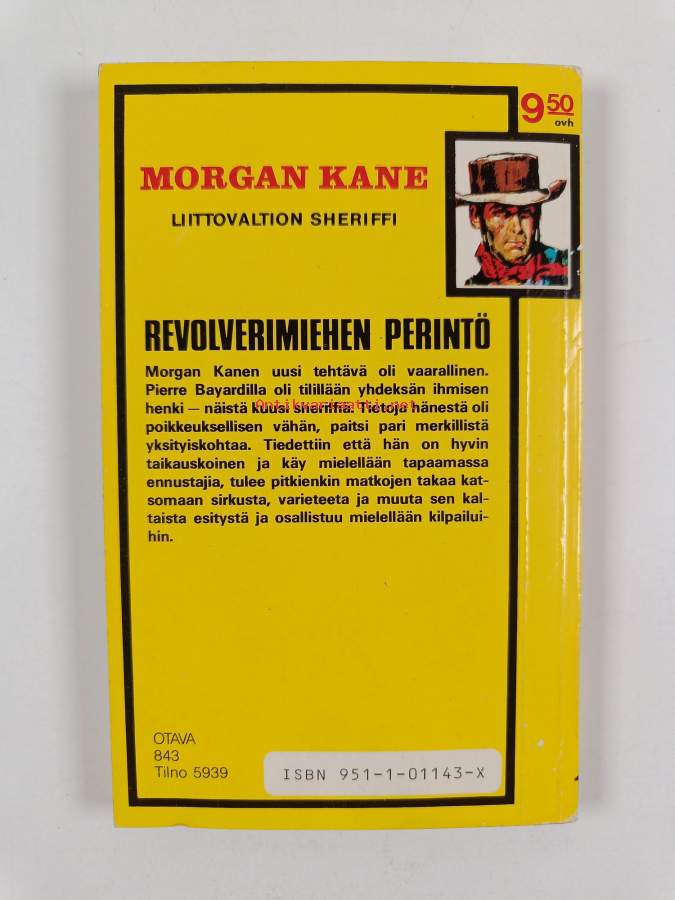 9 50
ovh
MORGAN KANE
LIITTOVALTION SHERIFFI
REVOLVERIMIEHEN PERINTÖ
Morgan Kanen uusi tehtävä oli vaarallinen.
Pierre Bayardilla oli tilillään yhdeksän ihmisen
henki — näistä kuusi sheriffiä. Tietoja hänestä oli
Antikvariaatti.net
poikkeuksellisen vähän, paitsi pari merkillistä
yksityiskohtaa. Tiedettiin että hän on hyvin
taikauskoinen ja käy mielellään tapaamassa
ennustajia, tulee pitkienkin matkojen takaa kat-
somaan sirkusta, varieteeta ja muuta sen kal-
taista esitystä ja osallistuu mielellään kilpailui-
hin.
OTAVA
843
Tilno 5939
ISBN 951-1-01143-X